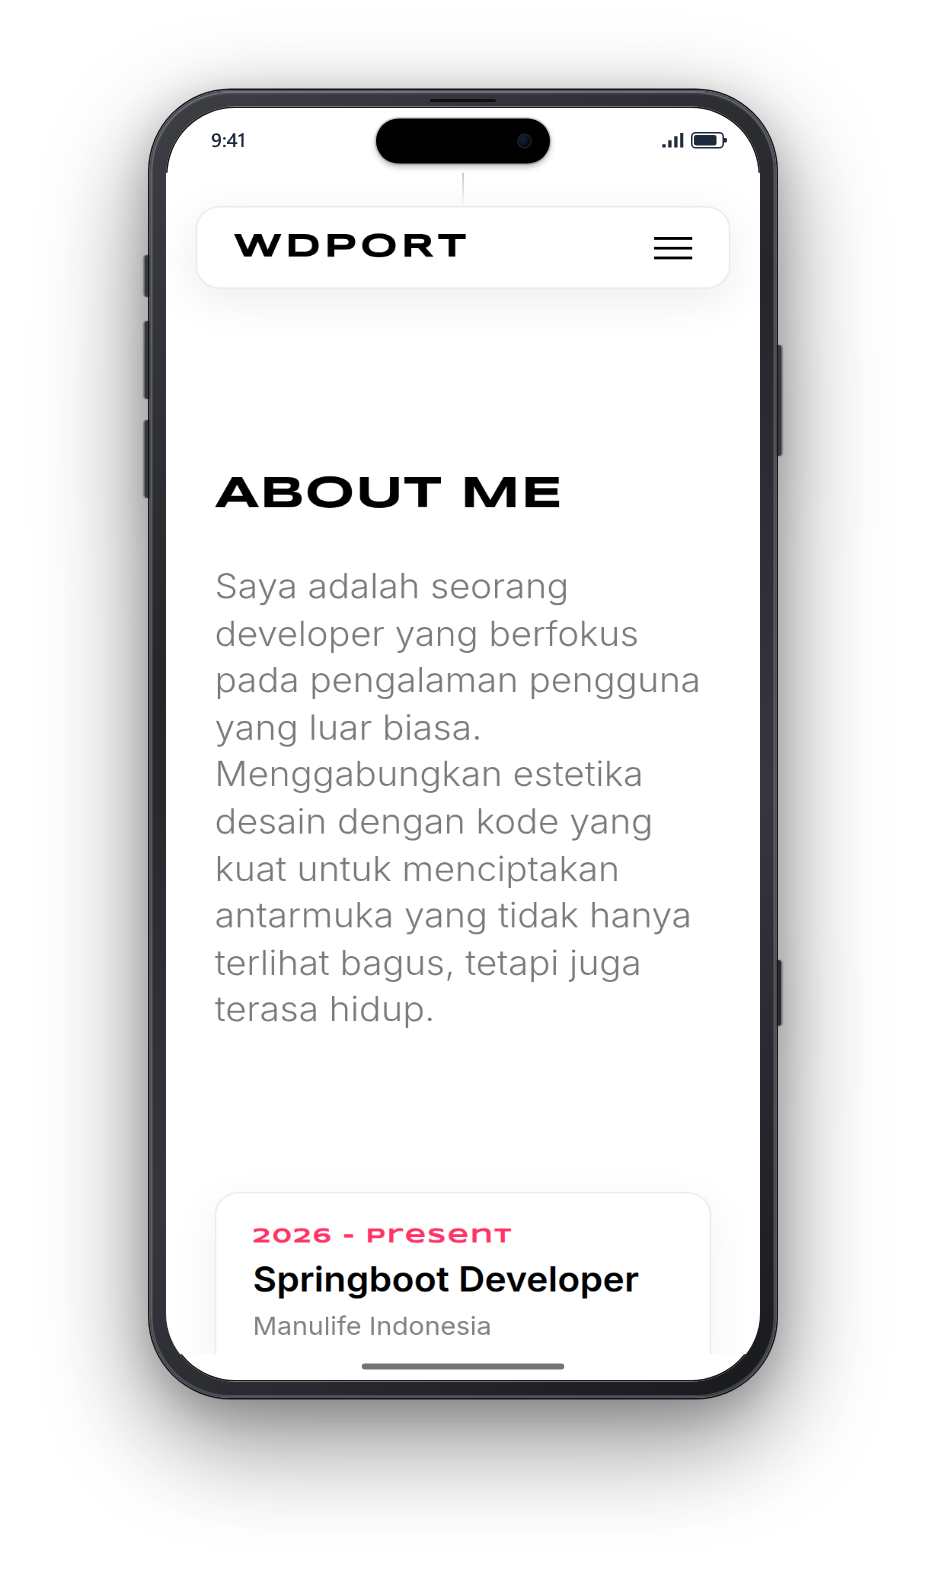 9:41
WDPORT
ABOUT ME
Saya adalah seorang
developer yang berfokus
pada pengalaman pengguna
yang luar biasa.
Menggabungkan estetika
desain dengan kode yang
kuat untuk menciptakan
antarmuka yang tidak hanya
terlihat bagus, tetapi juga
terasa hidup.
2026 - Present
Springboot Developer
Manulife Indonesia